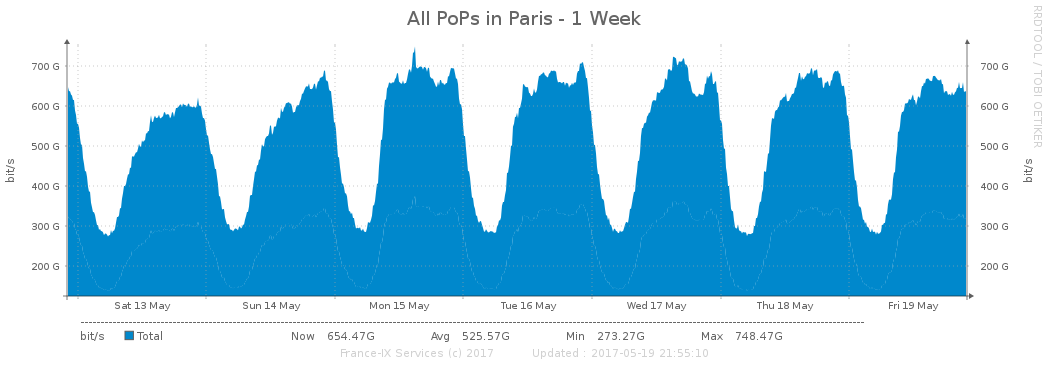 All PoPs in Paris - 1 Week
RRDTOOL / TOBI OETIKER
bit/s
700 G
600 G
500 G
400 G
300 G
200 G
700 G
600 G
500 G
400 G
300 G
200 G
bit/s
Sat 13 May Sun 14 May Mon 15 May Tue 16 May Wed 17 May Thu 18 May Fri 19 May
bit/s Total Now 654.47G Avg 525.57G Min 273.27G Max 748.47G
France-IX Services (c) 2017 Updated : 2017-05-19 21:55:10